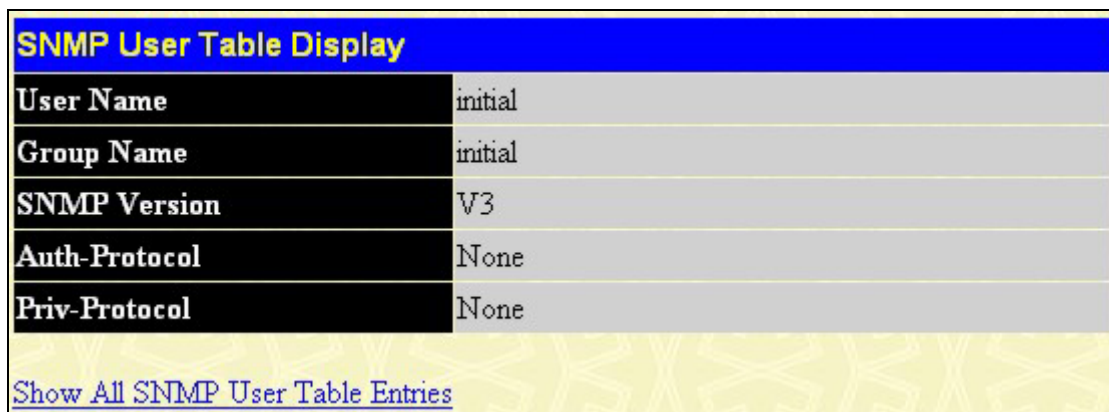 SNMP User Table Display
User Name initial
Group Name initial
SNMP Version V3
Auth-Protocol None
Priv-Protocol None
Show All SNMP User Table Entries